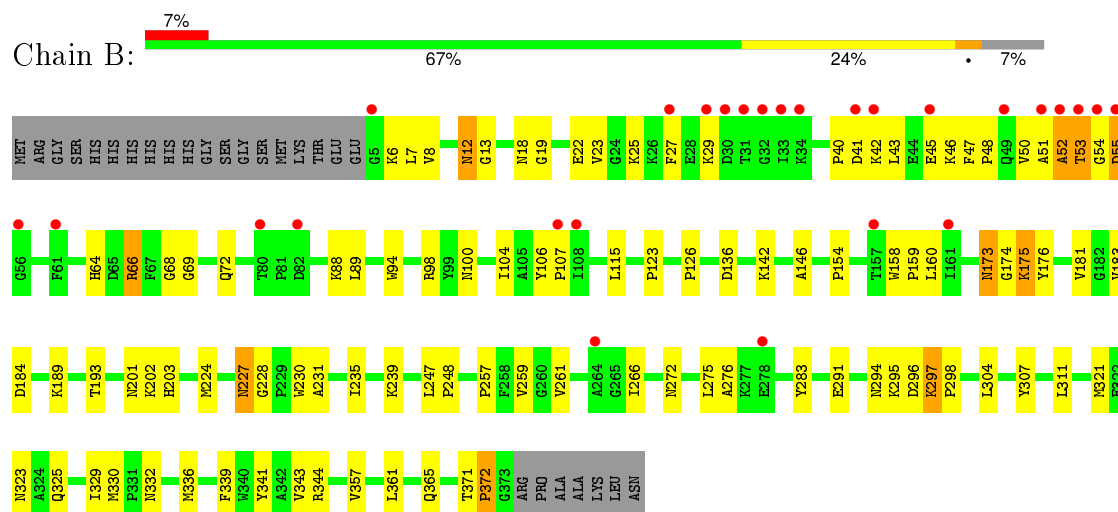 7%
Chain B:
67% 24% • 7%
MET ARG GLY SER HIS HIS HIS HIS HIS HIS GLY SER GLY SER MET LYS THR GLU GLU G5 K6 L7 V8 N12 G13 N18 G19 E22 V23 G24 K25 K26 F27 E28 K29 D30 T31 G32 I33 K34 P40 D41 K42 L43 E44 E45 K46 F47 P48 Q49 V50 A51 A52 T53 G54 D55
G56 F61 H64 D65 R66 F67 G68 G69 Q72 T80 P81 D82 K88 L89 W94 R98 Y99 N100 I104 A105 Y106 P107 I108 L115 P123 P126 D136 K142 A146 P154 T157 W158 P159 L160 I161 N173 G174 K175 Y176 V181 G182 V183
D184 K189 T193 N201 K202 H203 M224 N227 G228 P229 W230 A231 I235 K239 L247 P248 P257 F258 V259 G260 V261 A264 G265 I266 N272 L275 A276 K277 E278 Y283 E291 N294 K295 D296 K297 P298 L304 Y307 L311 M321
N323 A324 Q325 I329 M330 P331 N332 M336 F339 W340 Y341 A342 V343 R344 V357 L361 Q365 T371 P372 G373 ARG PRO ALA ALA LYS LEU ASN